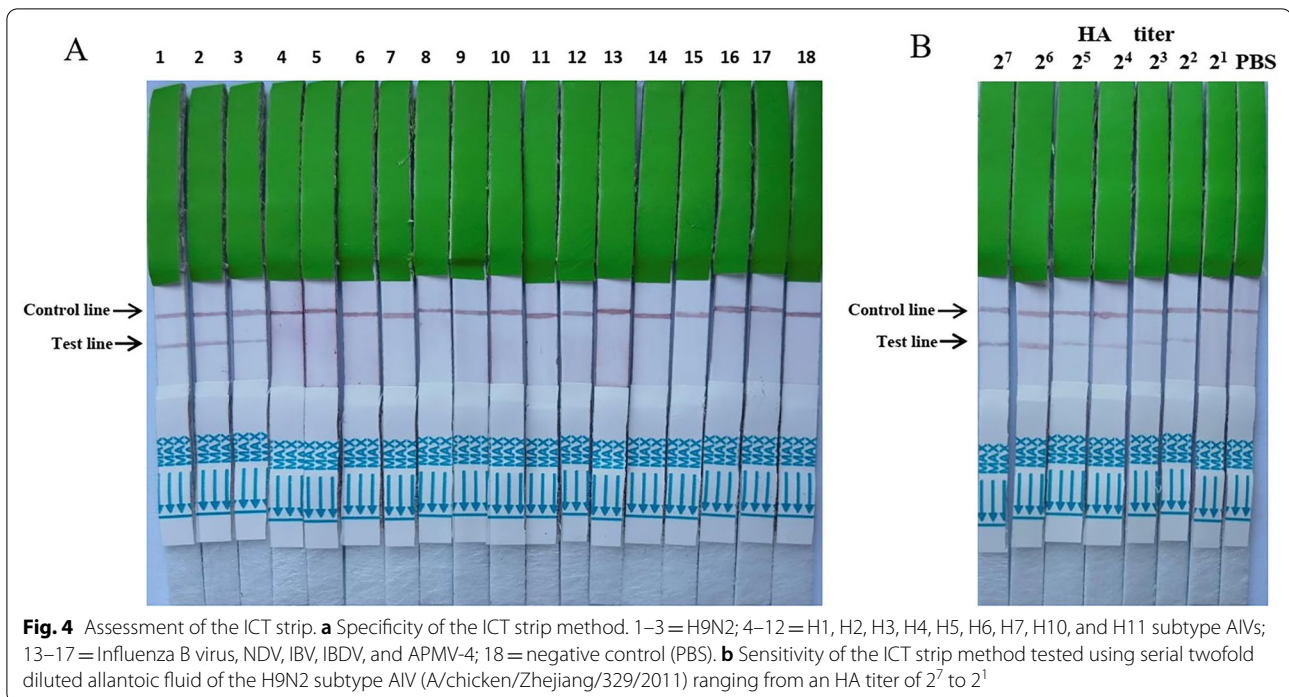 A
1 2 3 4 5 6 7 8 9 10 11 12 13 14 15 16 17 18
Control line
Test line
B
HA titer
2⁷ 2⁶ 2⁵ 2⁴ 2³ 2² 2¹ PBS
Control line
Test line
Fig. 4 Assessment of the ICT strip. a Specificity of the ICT strip method. 1–3 = H9N2; 4–12 = H1, H2, H3, H4, H5, H6, H7, H10, and H11 subtype AIVs;
13–17 = Influenza B virus, NDV, IBV, IBDV, and APMV-4; 18 = negative control (PBS). b Sensitivity of the ICT strip method tested using serial twofold
diluted allantoic fluid of the H9N2 subtype AIV (A/chicken/Zhejiang/329/2011) ranging from an HA titer of 2⁷ to 2¹